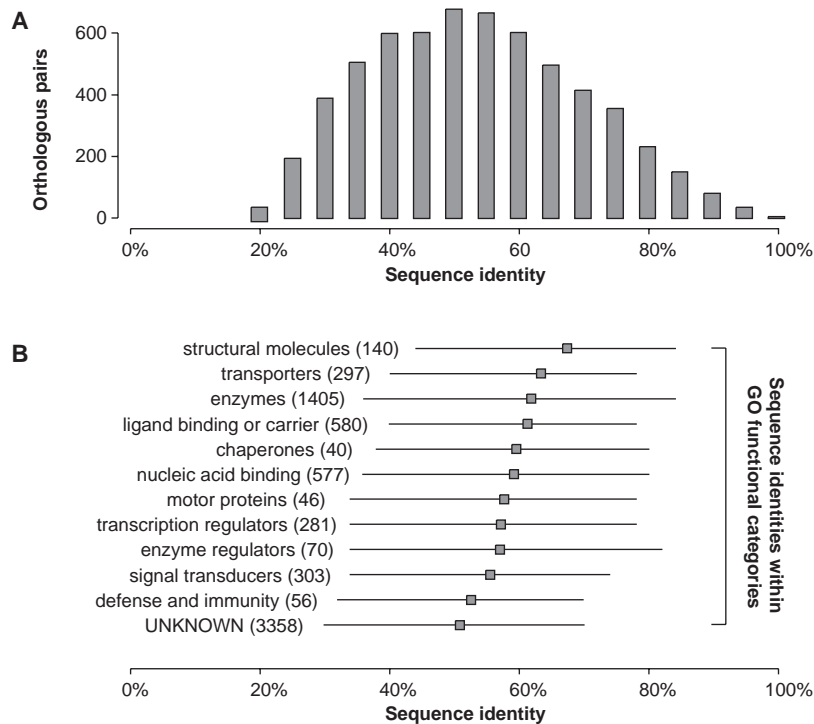 A
Orthologous pairs
600
400
200
0
0% 20% 40% 60 80% 100%
Sequence identity
B
structural molecules (140)
transporters (297)
enzymes (1405)
ligand binding or carrier (580)
chaperones (40)
nucleic acid binding (577)
motor proteins (46)
transcription regulators (281)
enzyme regulators (70)
signal transducers (303)
defense and immunity (56)
UNKNOWN (3358)
Sequence identities within
GO functional categories
0% 20% 40% 60% 80% 100%
Sequence identity